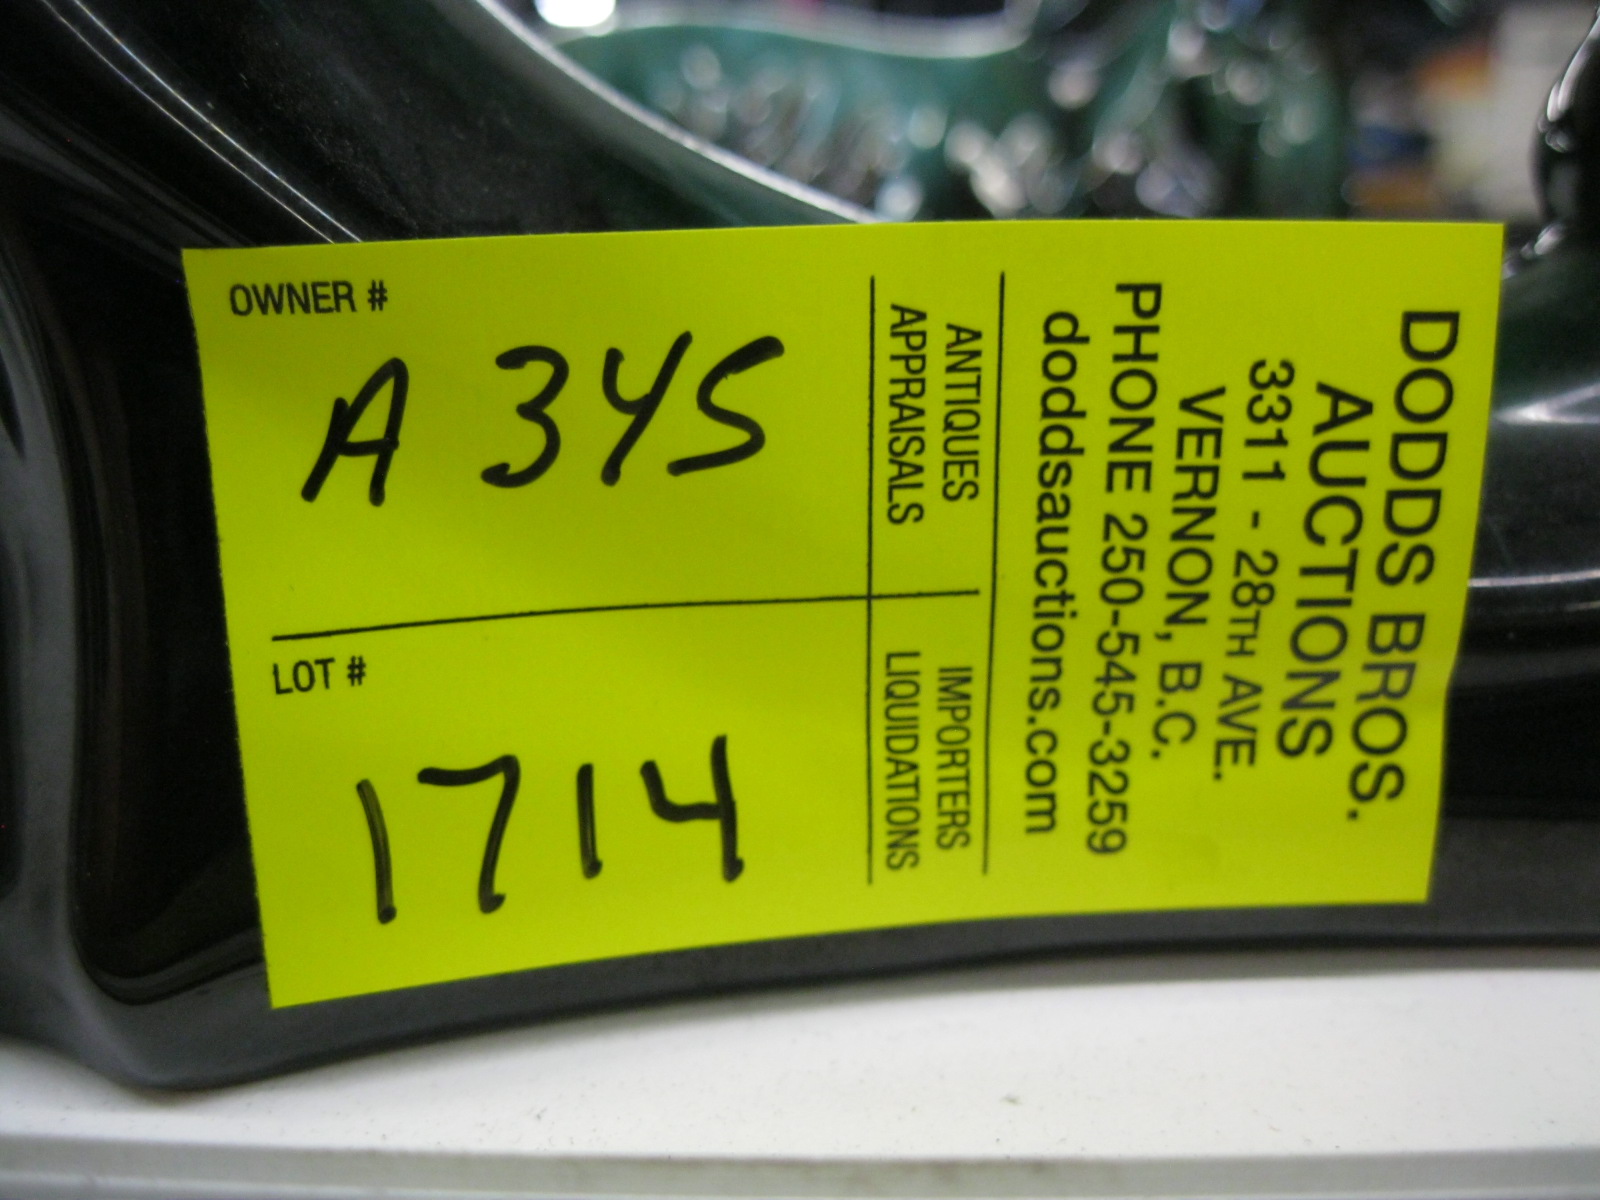 OWNER #
A 345
LOT #
1714
DODDS BROS.
AUCTIONS
3311 - 28TH AVE.
VERNON, B.C.
PHONE 250-545-3259
doddsauctions.com
ANTIQUES IMPORTERS
APPRAISALS LIQUIDATIONS